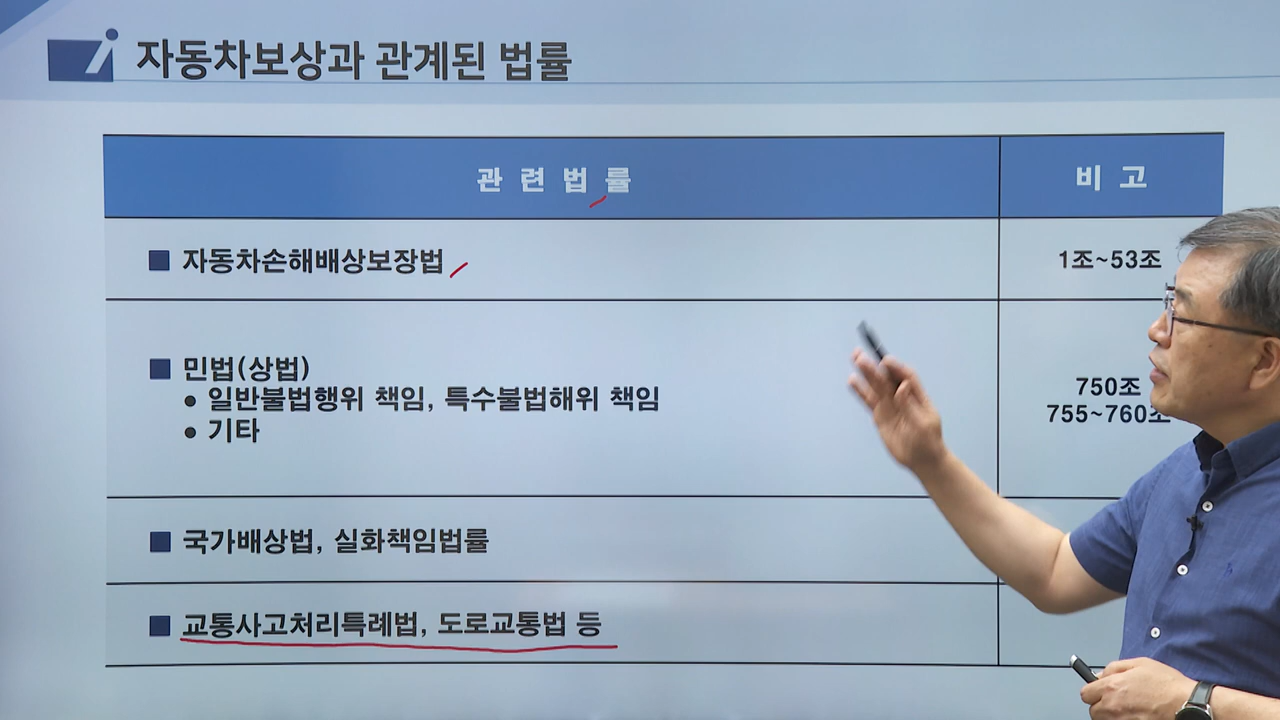 자동차보상과 관계된 법률
관 련 법 률
비 고
■ 자동차손해배상보장법
1조~53조
■ 민법(상법)
● 일반불법행위 책임, 특수불법해위 책임
● 기타
750조
755~760조
■ 국가배상법, 실화책임법률
■ 교통사고처리특례법, 도로교통법 등